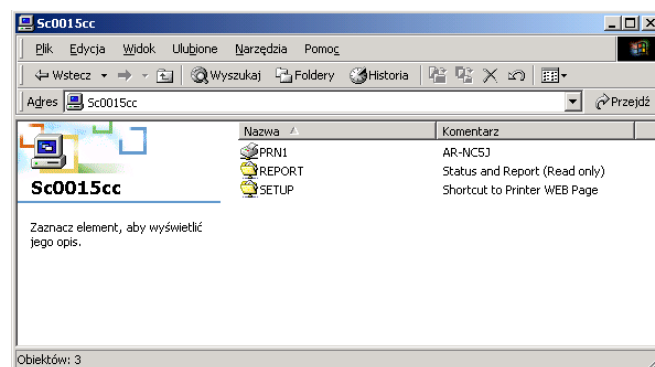 Sc0015cc
Plik Edycja Widok Ulubione Narzędzia Pomoc
Wstecz Wyszukaj Foldery Historia
Adres Sc0015cc Przejdź
Nazwa Komentarz
PRN1 AR-NC5J
REPORT Status and Report (Read only)
SETUP Shortcut to Printer WEB Page
Sc0015cc
Zaznacz element, aby wyświetlić
jego opis.
Obiektów: 3